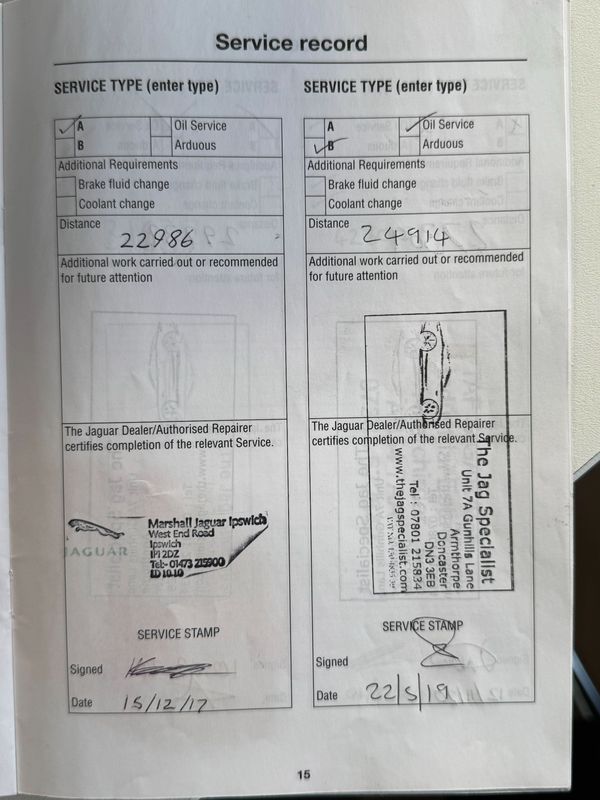 Service record
SERVICE TYPE (enter type)
A
Oil Service
B
Arduous
Additional Requirements
Brake fluid change
Coolant change
Distance
22986
Additional work carried out or recommended
for future attention
The Jaguar Dealer/Authorised Repairer
certifies completion of the relevant Service.
JAGUAR
Marshall Jaguar Ipswich
West End Road
Ipswich
IP1 2DZ
Tel:- 01473 215900
ID 10.10
SERVICE STAMP
Signed
Date 15/12/17
SERVICE TYPE (enter type)
A
Oil Service
B
Arduous
Additional Requirements
Brake fluid change
Coolant change
Distance
24914
Additional work carried out or recommended
for future attention
The Jaguar Dealer/Authorised Repairer
certifies completion of the relevant Service.
The Jag Specialist
Unit 7A Gunhills Lane
Armthorpe
Doncaster
DN3 3EB
Tel : 07801 215834
www.thejagspecialist.com
SERVICE STAMP
Signed
Date 22/5/19
15